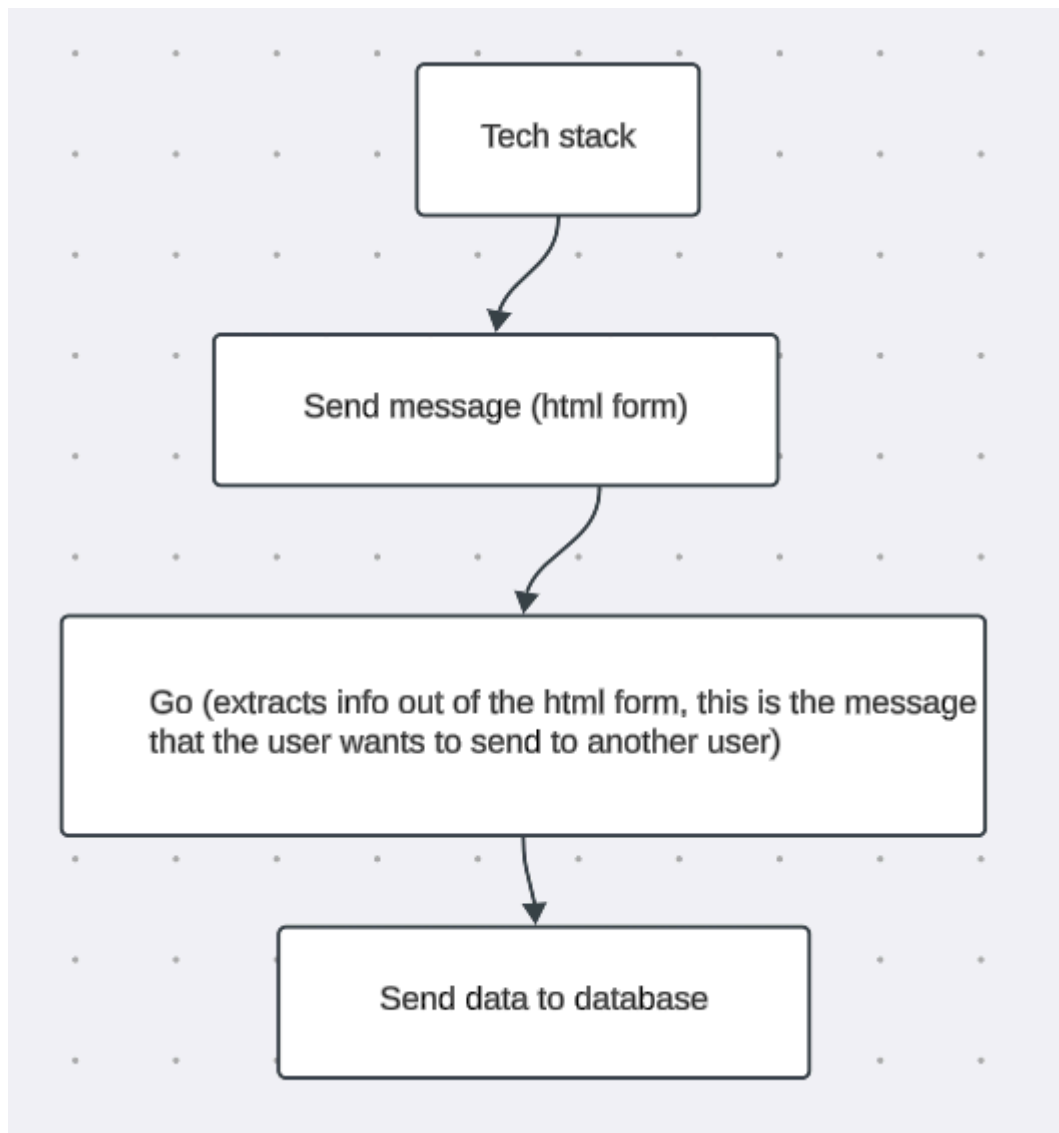 Tech stack
Send message (html form)
Go (extracts info out of the html form, this is the message
that the user wants to send to another user)
Send data to database